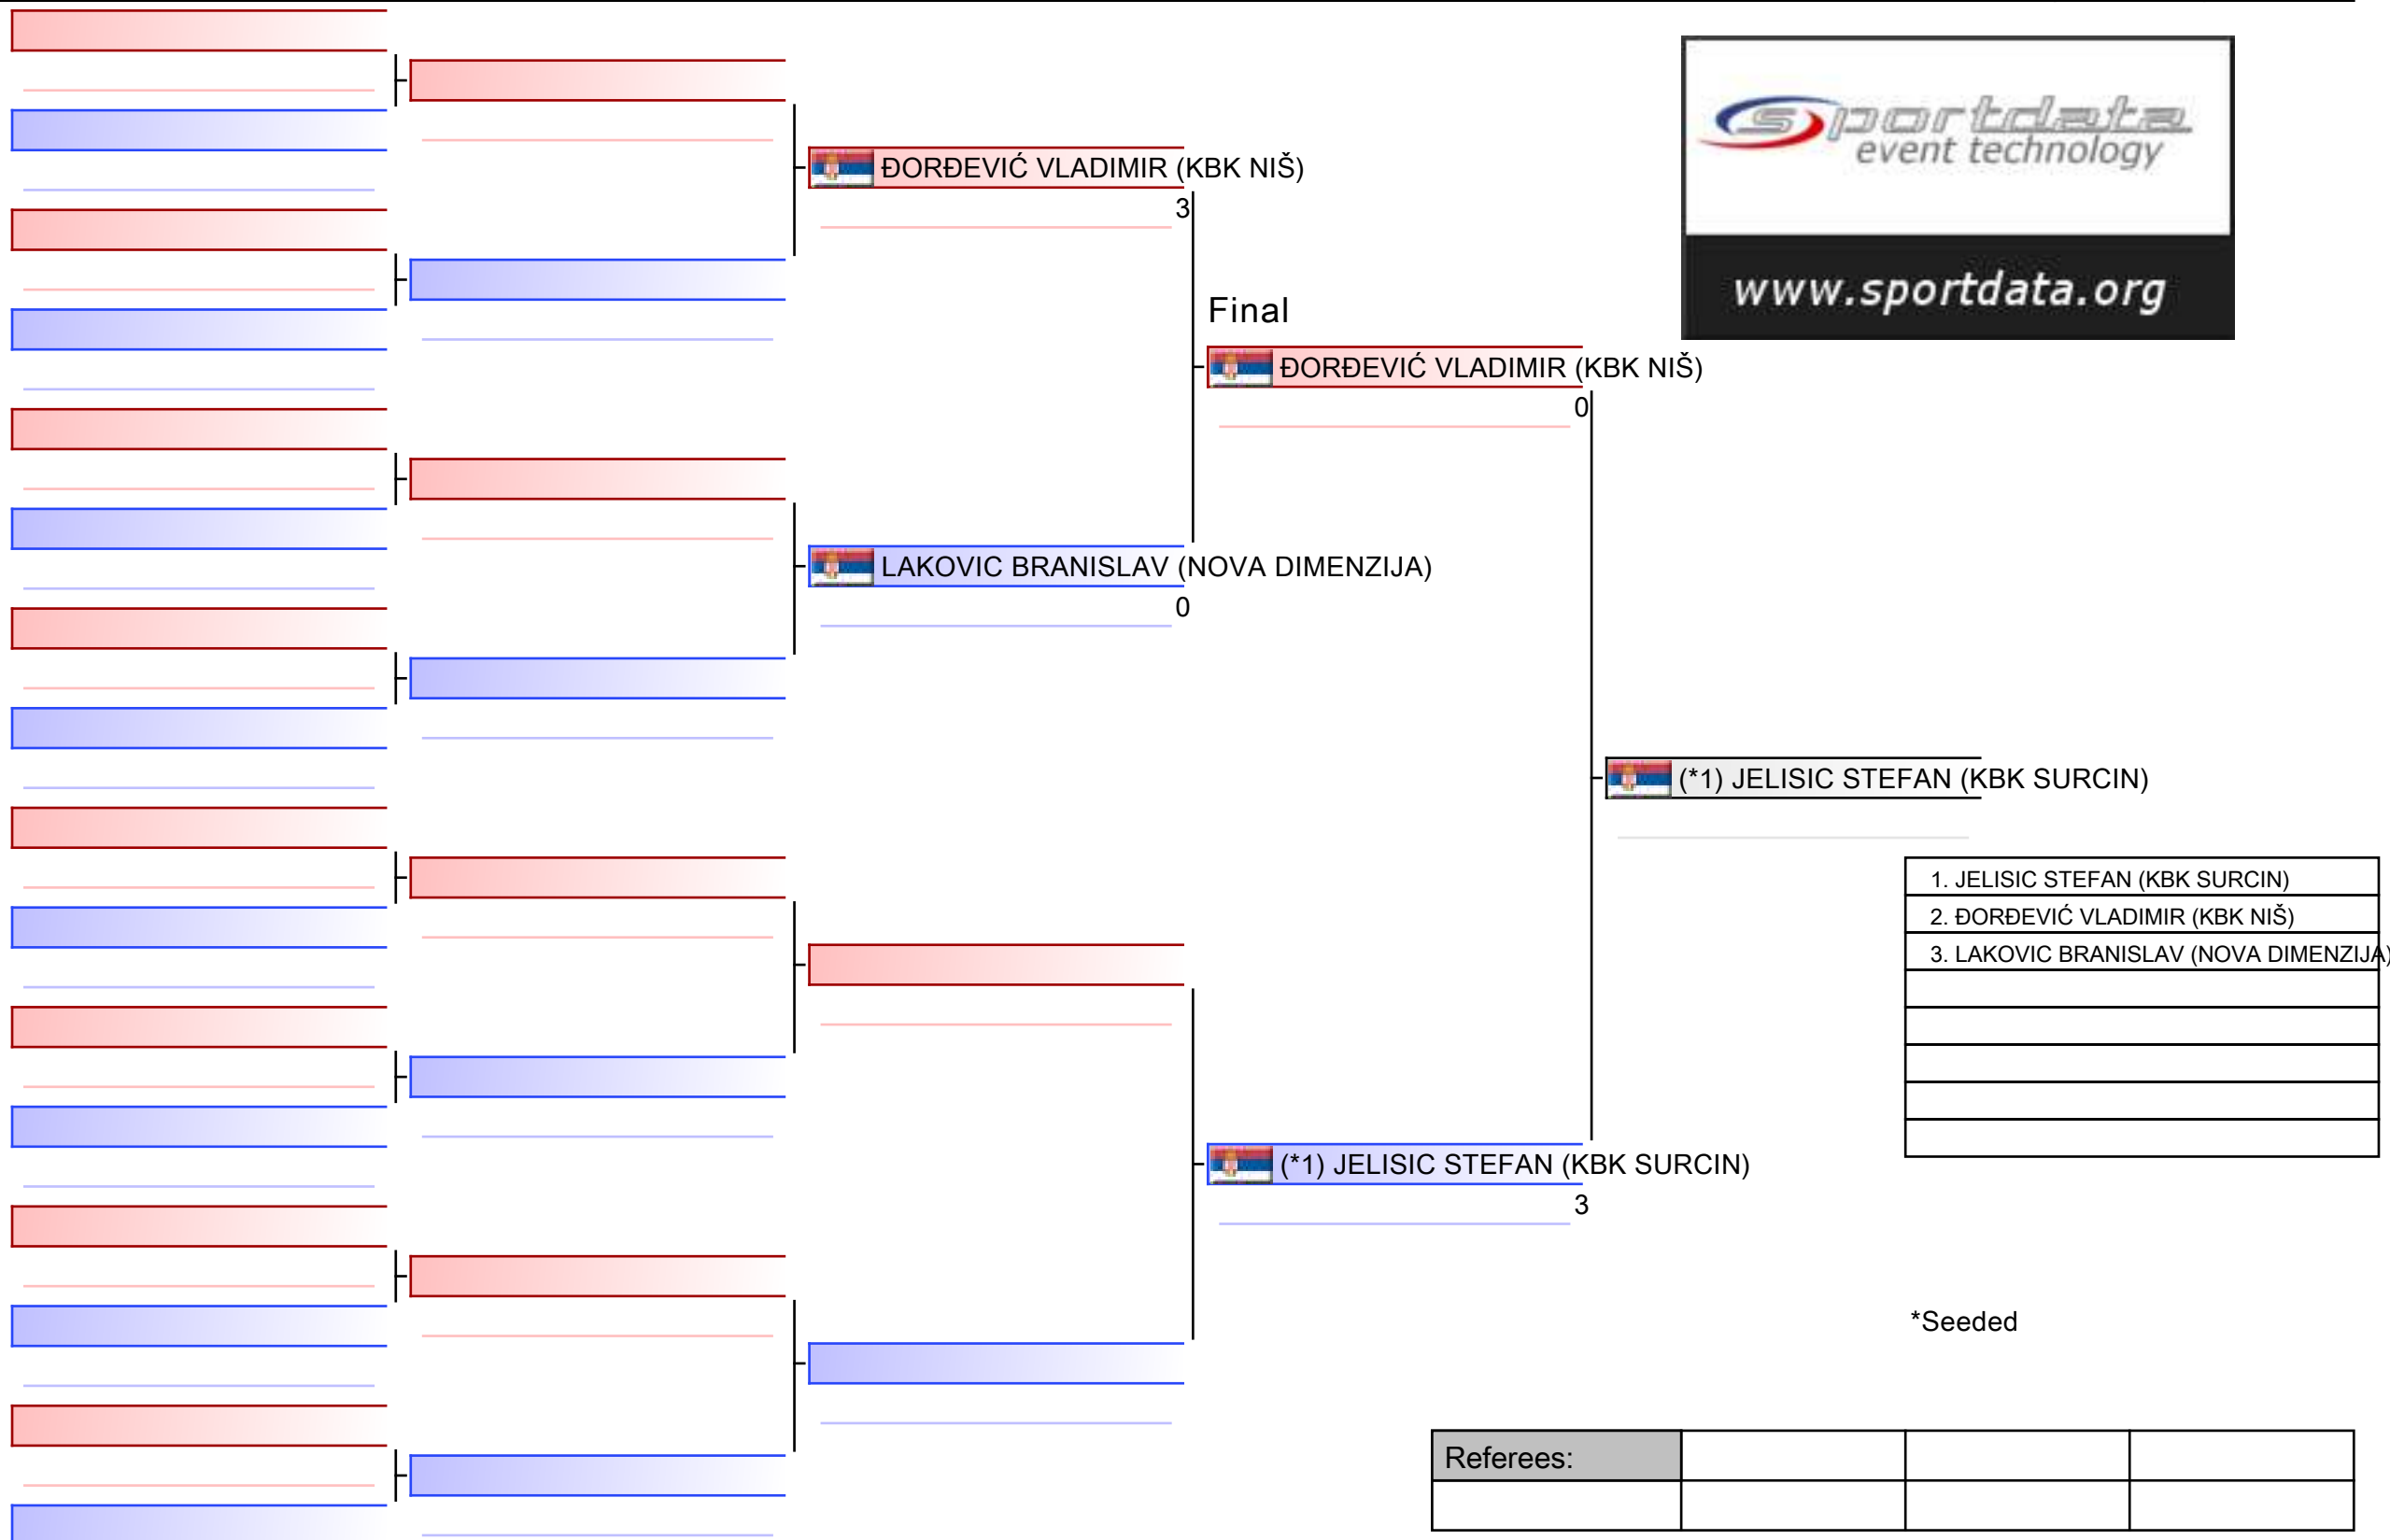 sportdata
event technology
www.sportdata.org
ĐORĐEVIĆ VLADIMIR (KBK NIŠ)
3
Final
ĐORĐEVIĆ VLADIMIR (KBK NIŠ)
0
LAKOVIC BRANISLAV (NOVA DIMENZIJA)
0
(*1) JELISIC STEFAN (KBK SURCIN)
1. JELISIC STEFAN (KBK SURCIN)
2. ĐORĐEVIĆ VLADIMIR (KBK NIŠ)
3. LAKOVIC BRANISLAV (NOVA DIMENZIJA)
(*1) JELISIC STEFAN (KBK SURCIN)
3
*Seeded
Referees: